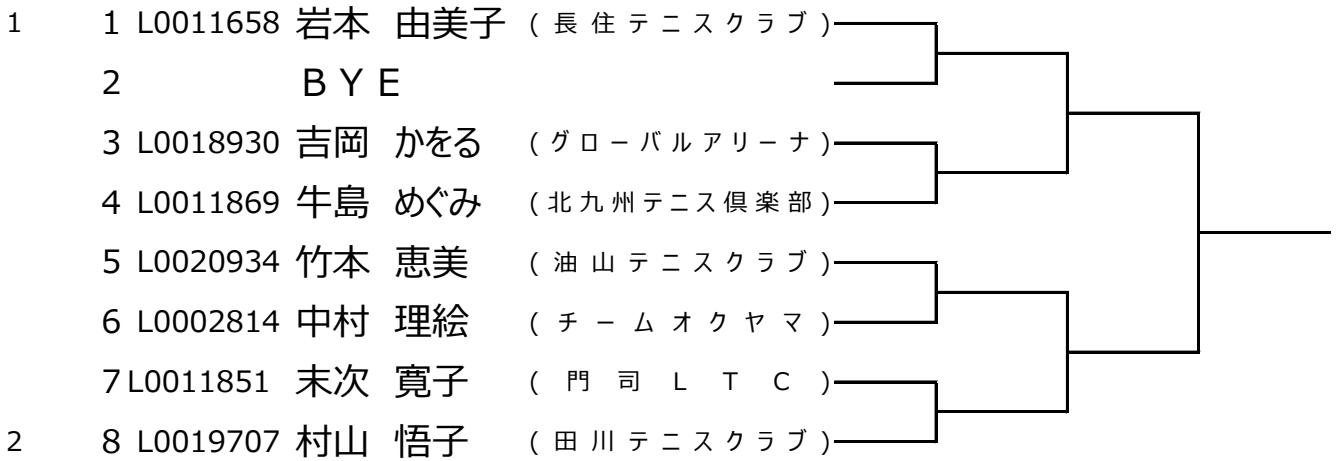 1 1 L0011658 岩本 由美子 (長住テニスクラブ)
2 BYE
3 L0018930 吉岡 かをる (グローバルアリーナ)
4 L0011869 牛島 めぐみ (北九州テニス倶楽部)
5 L0020934 竹本 恵美 (油山テニスクラブ)
6 L0002814 中村 理絵 (チームオクヤマ)
7 L0011851 末次 寛子 (門司LTC)
2 8 L0019707 村山 悟子 (田川テニスクラブ)